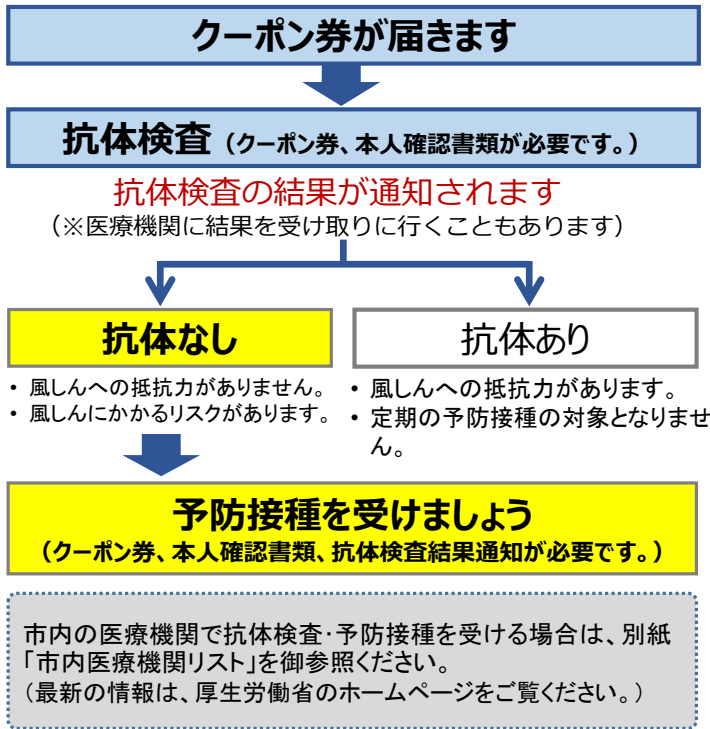 クーポン券が届きます
抗体検査（クーポン券、本人確認書類が必要です。）
抗体検査の結果が通知されます
（※医療機関に結果を受け取りに行くこともあります）
抗体なし
・ 風しんへの抵抗力がありません。
・ 風しんにかかるリスクがあります。
抗体あり
・ 風しんへの抵抗力があります。
・ 定期の予防接種の対象となりませ
ん。
予防接種を受けましょう
（クーポン券、本人確認書類、抗体検査結果通知が必要です。）
市内の医療機関で抗体検査・予防接種を受ける場合は、別紙
「市内医療機関リスト」を御参照ください。
（最新の情報は、厚生労働省のホームページをご覧ください。）